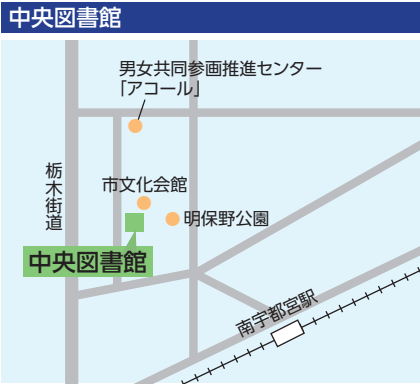 中央図書館
男女共同参画推進センター
「アコール」
栃木街道
市文化会館
明保野公園
中央図書館
南宇都宮駅